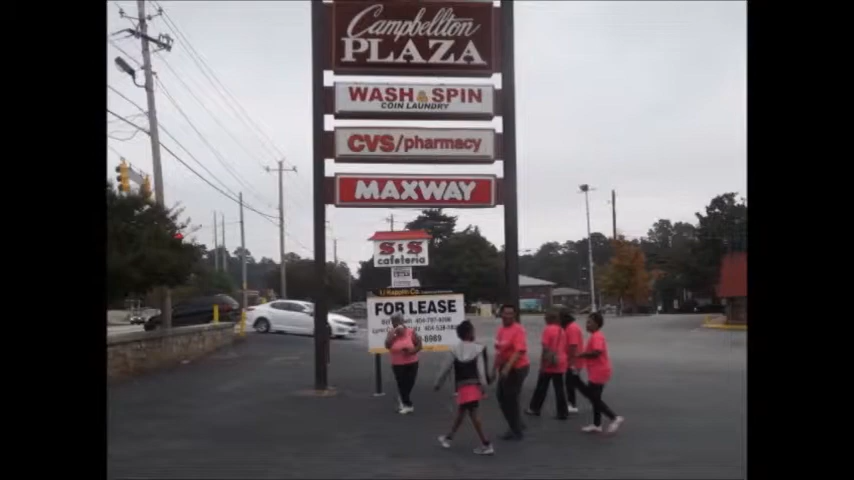 Campbellton
PLAZA
WASH & SPIN
COIN LAUNDRY
CVS/pharmacy
MAXWAY
S&S
cafeteria
FOR LEASE